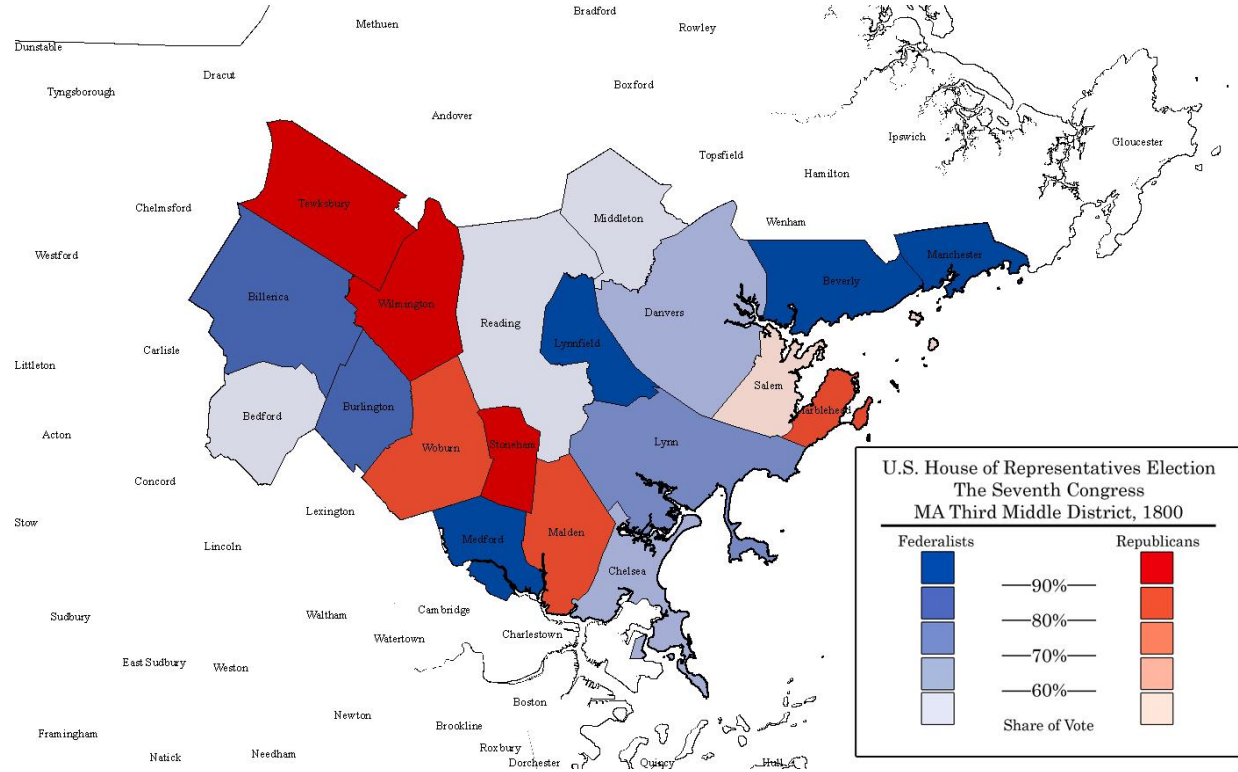 Bradford
Methuen
Rowley
Dunstable
Dracut
Tyngsborough
Boxford
Andover
Ipswich
Gloucester
Topsfield
Hamilton
Tewksbury
Chelmsford
Middleton
Wenham
Westford
Manchester
Billerica
Beverly
Wilmington
Reading
Danvers
Lynnfield
Carlisle
Littleton
Salem
Bedford
Burlington
Marblehead
Acton
Woburn
Stoneham
Lynn
Concord
Lexington
Stow
Lincoln
Medford
Malden
Chelsea
Sudbury
Waltham
Cambridge
Watertown
Charlestown
East Sudbury
Weston
Boston
Newton
Brookline
Framingham
Roxbury
Natick
Needham
Dorchester
Quincy
Hull
U.S. House of Representatives Election
The Seventh Congress
MA Third Middle District, 1800
Federalists
Republicans
90%
80%
70%
60%
Share of Vote